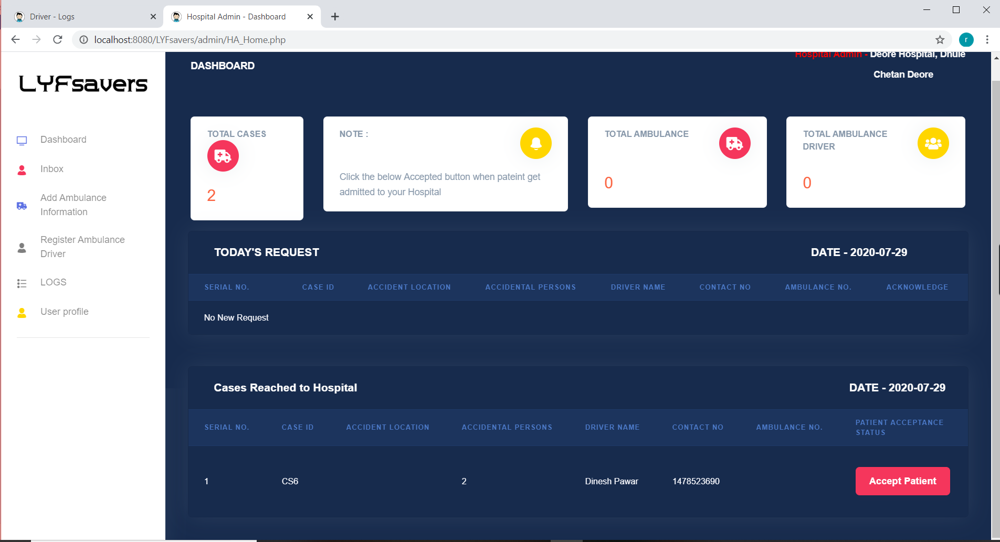 Driver - Logs
Hospital Admin - Dashboard
localhost:8080/LYFsavers/admin/HA_Home.php
r
LYFsavers
Dashboard
Inbox
Add Ambulance
Information
Register Ambulance
Driver
LOGS
User profile
DASHBOARD
Hospital Admin - Deore Hospital, Dhule
Chetan Deore
TOTAL CASES
2
NOTE :
Click the below Accepted button when pateint get
admitted to your Hospital
TOTAL AMBULANCE
0
TOTAL AMBULANCE
DRIVER
0
TODAY'S REQUEST DATE - 2020-07-29
SERIAL NO. CASE ID ACCIDENT LOCATION ACCIDENTAL PERSONS DRIVER NAME CONTACT NO AMBULANCE NO. ACKNOWLEDGE
No New Request
Cases Reached to Hospital DATE - 2020-07-29
SERIAL NO. CASE ID ACCIDENT LOCATION ACCIDENTAL PERSONS DRIVER NAME CONTACT NO AMBULANCE NO. PATIENT ACCEPTANCE
STATUS
1 CS6 2 Dinesh Pawar 1478523690 Accept Patient